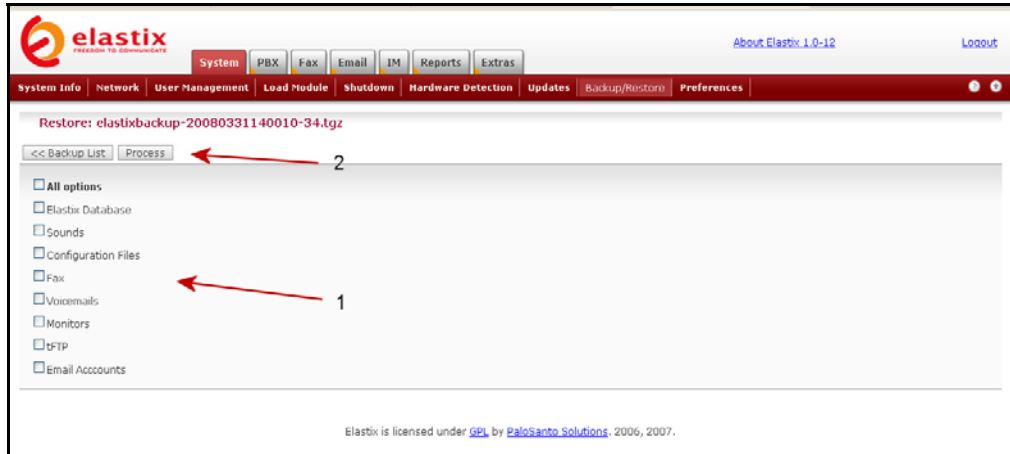 elastix
FREEDOM TO COMMUNICATE
About Elastix 1.0-12
Logout
System PBX Fax Email IM Reports Extras
System Info Network User Management Load Module Shutdown Hardware Detection Updates Backup/Restore Preferences
Restore: elastixbackup-20080331140010-34.tgz
<< Backup List Process
2
All options
Elastix Database
Sounds
Configuration Files
Fax
Voicemails
1
Monitors
tFTP
Email Acccounts
Elastix is licensed under GPL by PaloSanto Solutions. 2006, 2007.